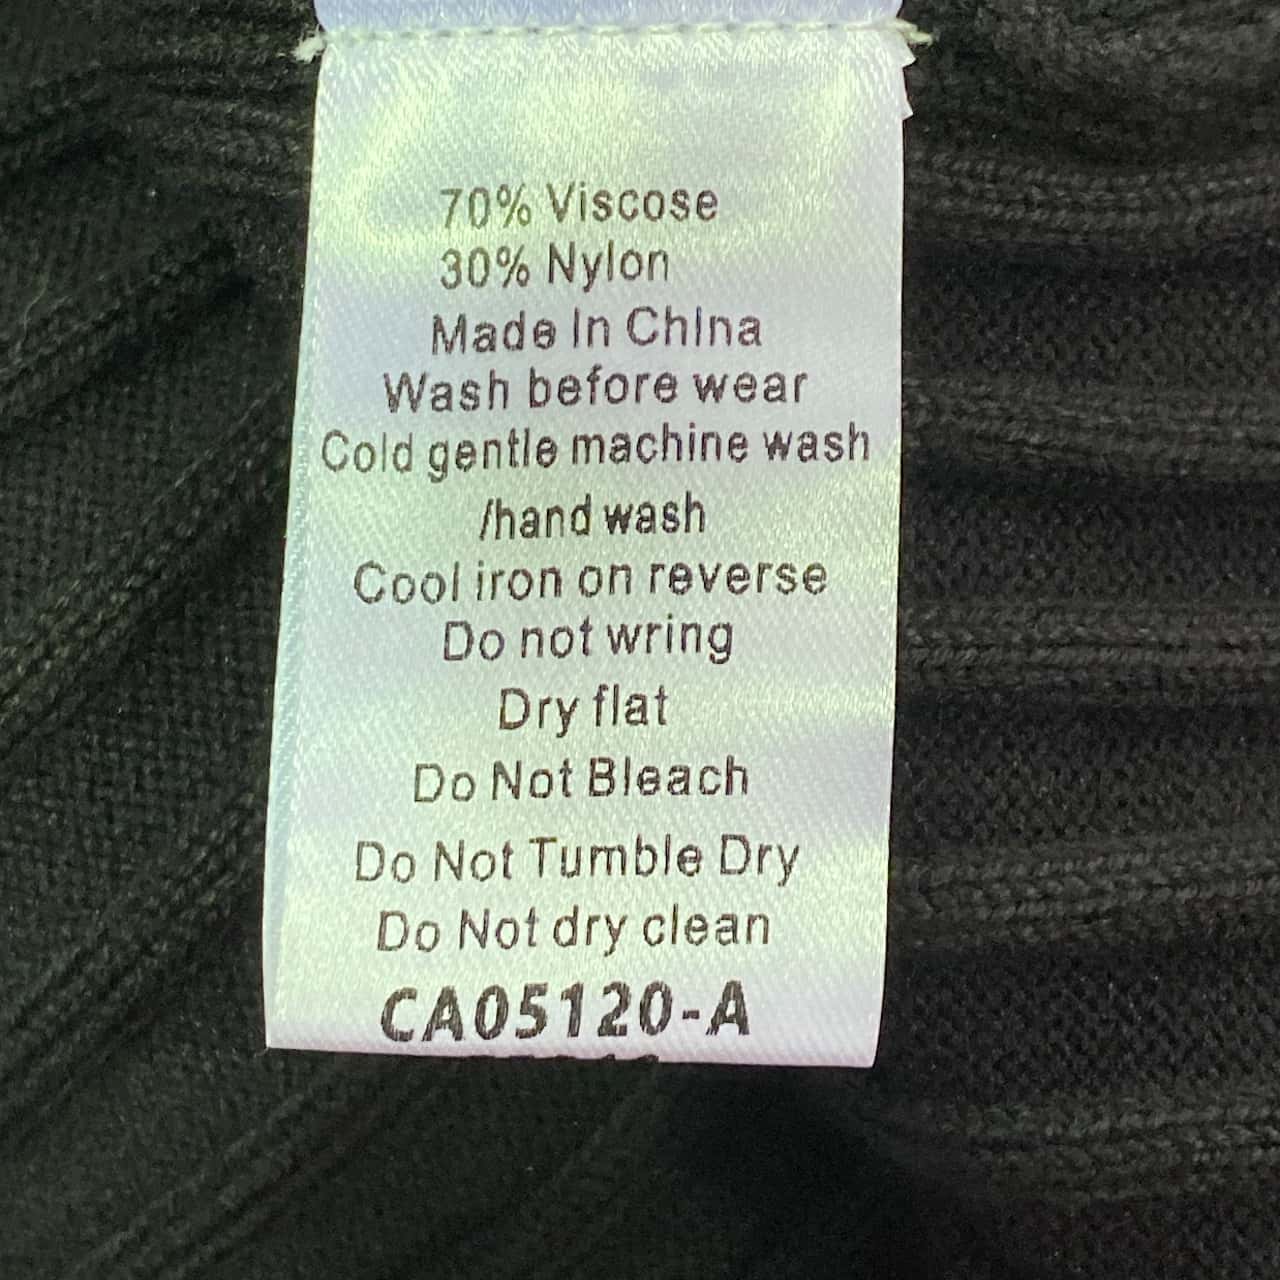 70% Viscose
30% Nylon
Made In China
Wash before wear
Cold gentle machine wash
/hand wash
Cool iron on reverse
Do not wring
Dry flat
Do Not Bleach
Do Not Tumble Dry
Do Not dry clean
CA05120-A